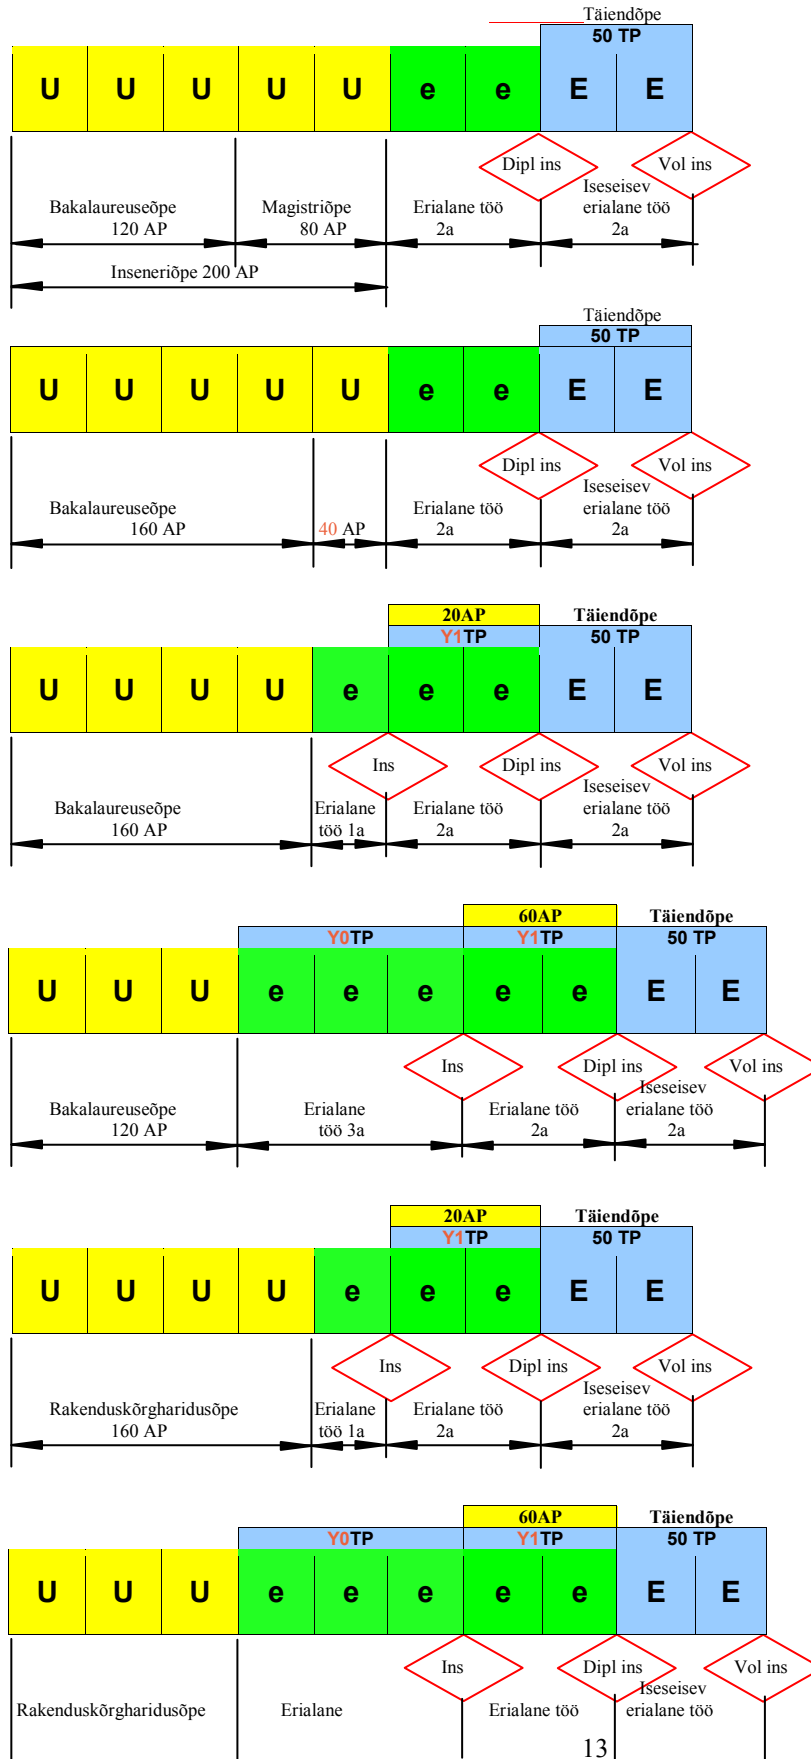 Täiendõpe
50 TP
U U U U U e e E E
Dipl ins Vol ins
Bakalaureuseõpe Magistriõpe Erialane töö Iseseisev
120 AP 80 AP 2a erialane töö
2a
Inseneriõpe 200 AP
Täiendõpe
50 TP
U U U U U e e E E
Dipl ins Vol ins
Bakalaureuseõpe Erialane töö Iseseisev
160 AP 40 AP 2a erialane töö
2a
20AP Täiendõpe
Y1TP 50 TP
U U U U e e e E E
Ins Dipl ins Vol ins
Bakalaureuseõpe Erialane Erialane töö Iseseisev
160 AP töö 1a 2a erialane töö
2a
60AP Täiendõpe
Y0TP Y1TP 50 TP
U U U e e e e e E E
Ins Dipl ins Vol ins
Bakalaureuseõpe Erialane Erialane töö Iseseisev
120 AP töö 3a 2a erialane töö
2a
20AP Täiendõpe
Y1TP 50 TP
U U U U e e e E E
Ins Dipl ins Vol ins
Rakenduskõrgharidusõpe Erialane Erialane töö Iseseisev
160 AP töö 1a 2a erialane töö
2a
60AP Täiendõpe
Y0TP Y1TP 50 TP
U U U e e e e e E E
Ins Dipl ins Vol ins
Iseseisev
Rakenduskõrgharidusõpe Erialane Erialane töö erialane töö
13